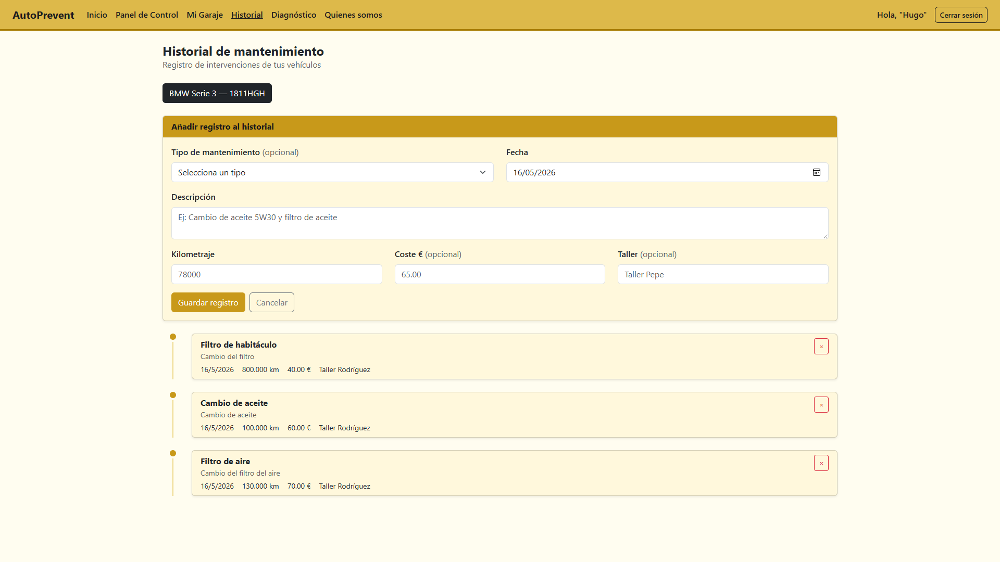 AutoPrevent Inicio Panel de Control Mi Garaje Historial Diagnóstico Quienes somos Hola, "Hugo" Cerrar sesión
Historial de mantenimiento
Registro de intervenciones de tus vehículos
BMW Serie 3 — 1811HGH
Añadir registro al historial
Tipo de mantenimiento (opcional) Fecha
Selecciona un tipo 16/05/2026
Descripción
Ej: Cambio de aceite 5W30 y filtro de aceite
Kilometraje Coste € (opcional) Taller (opcional)
78000 65.00 Taller Pepe
Guardar registro Cancelar
Filtro de habitáculo ×
Cambio del filtro
16/5/2026 800.000 km 40.00 € Taller Rodríguez
Cambio de aceite ×
Cambio de aceite
16/5/2026 100.000 km 60.00 € Taller Rodríguez
Filtro de aire ×
Cambio del filtro del aire
16/5/2026 130.000 km 70.00 € Taller Rodríguez